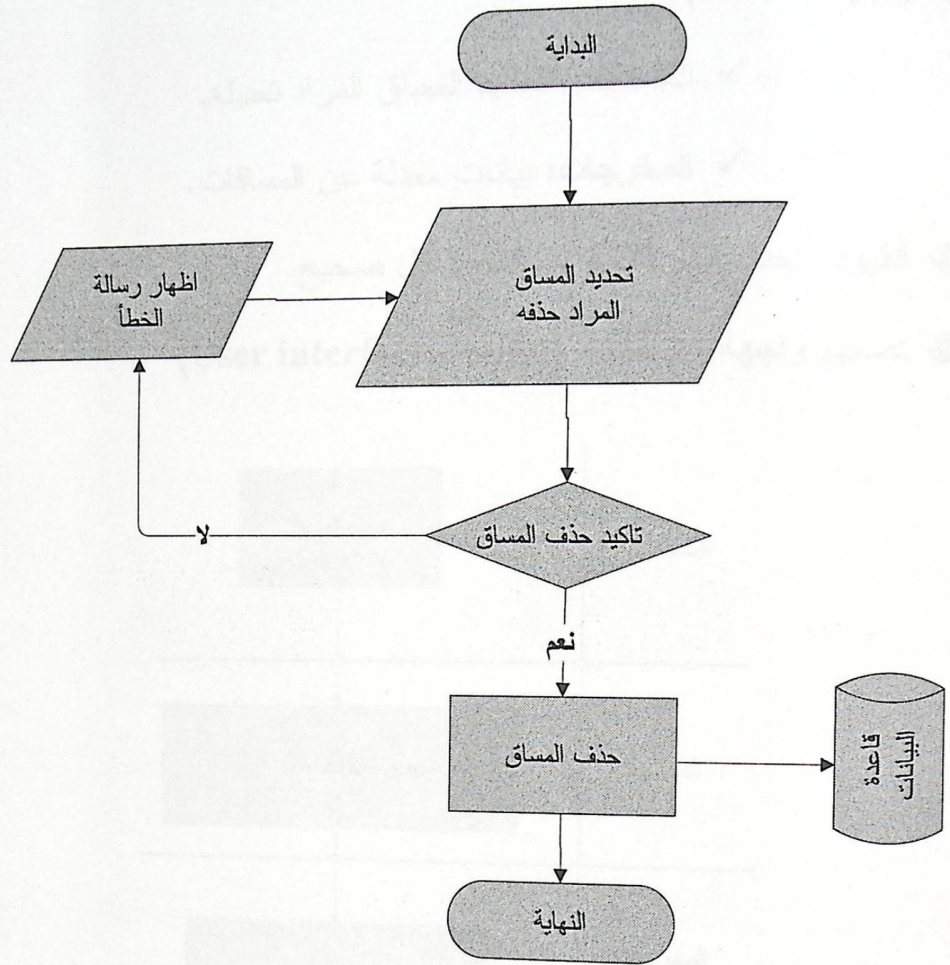 البداية
تحديد المساق
المراد حذفه
اظهار رسالة
الخطأ
تاكيد حذف المساق
لا
نعم
حذف المساق
قاعدة
البيانات
النهاية